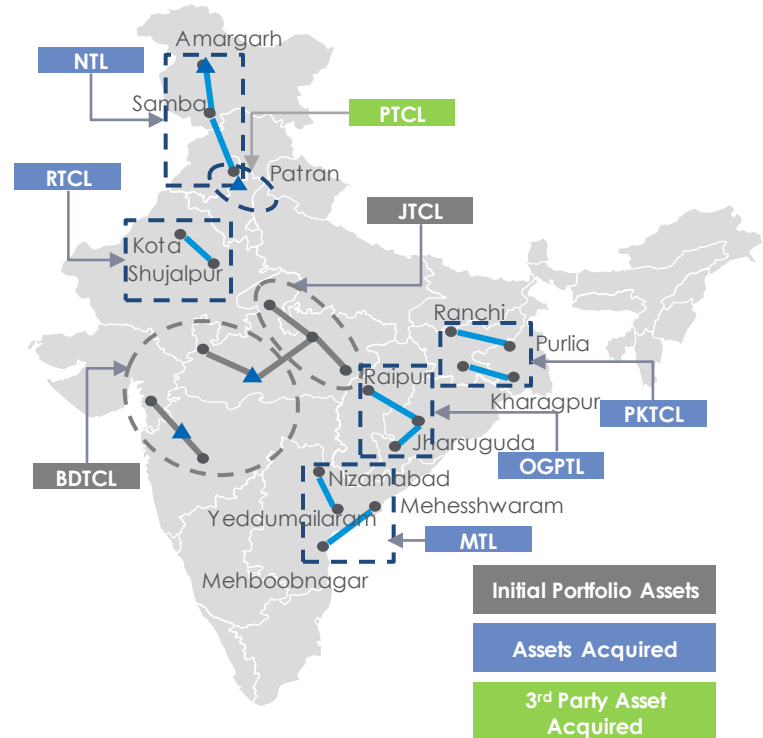 Amargarh
NTL
Samba
PTCL
Patran
RTCL
JTCL
Kota
Shujalpur
Ranchi
Purlia
Raipur
Kharagpur
PKTCL
Jharsuguda
OGPTL
BDTCL
Nizamabad
Mehesshwaram
Yeddumailaram
MTL
Mehboobnagar
Initial Portfolio Assets
Assets Acquired
3rd Party Asset
Acquired